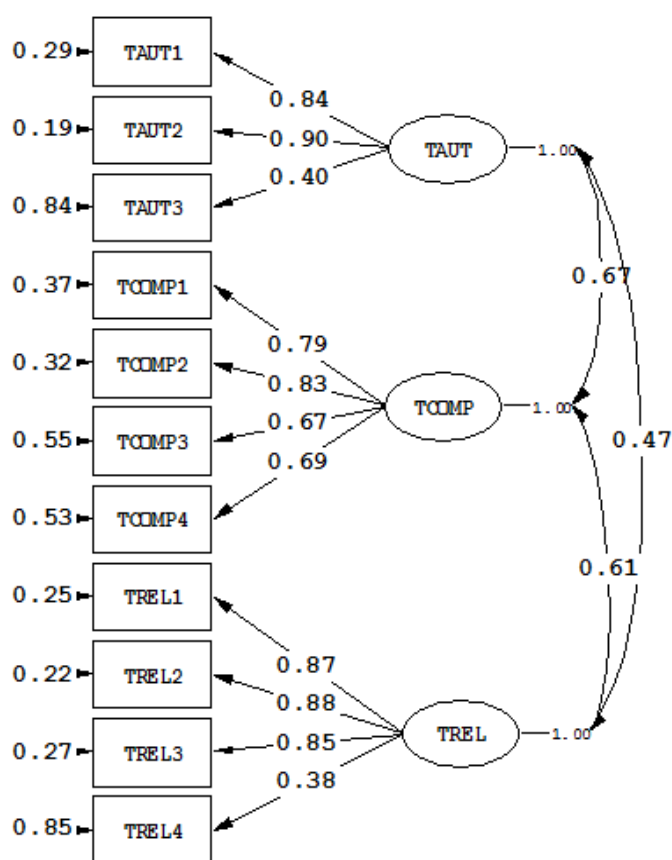 0.29 TAUT1
0.84
0.19 TAUT2 0.90 TAUT 1.00
0.40
0.84 TAUT3
0.37 TCOMP1 0.67
0.79
0.32 TCOMP2
0.83 TCOMP 1.00
0.67
0.55 TCOMP3 0.47
0.69
0.53 TCOMP4
0.61
0.25 TREL1
0.87
0.22 TREL2
0.88
0.85 TREL 1.00
0.27 TREL3
0.38
0.85 TREL4